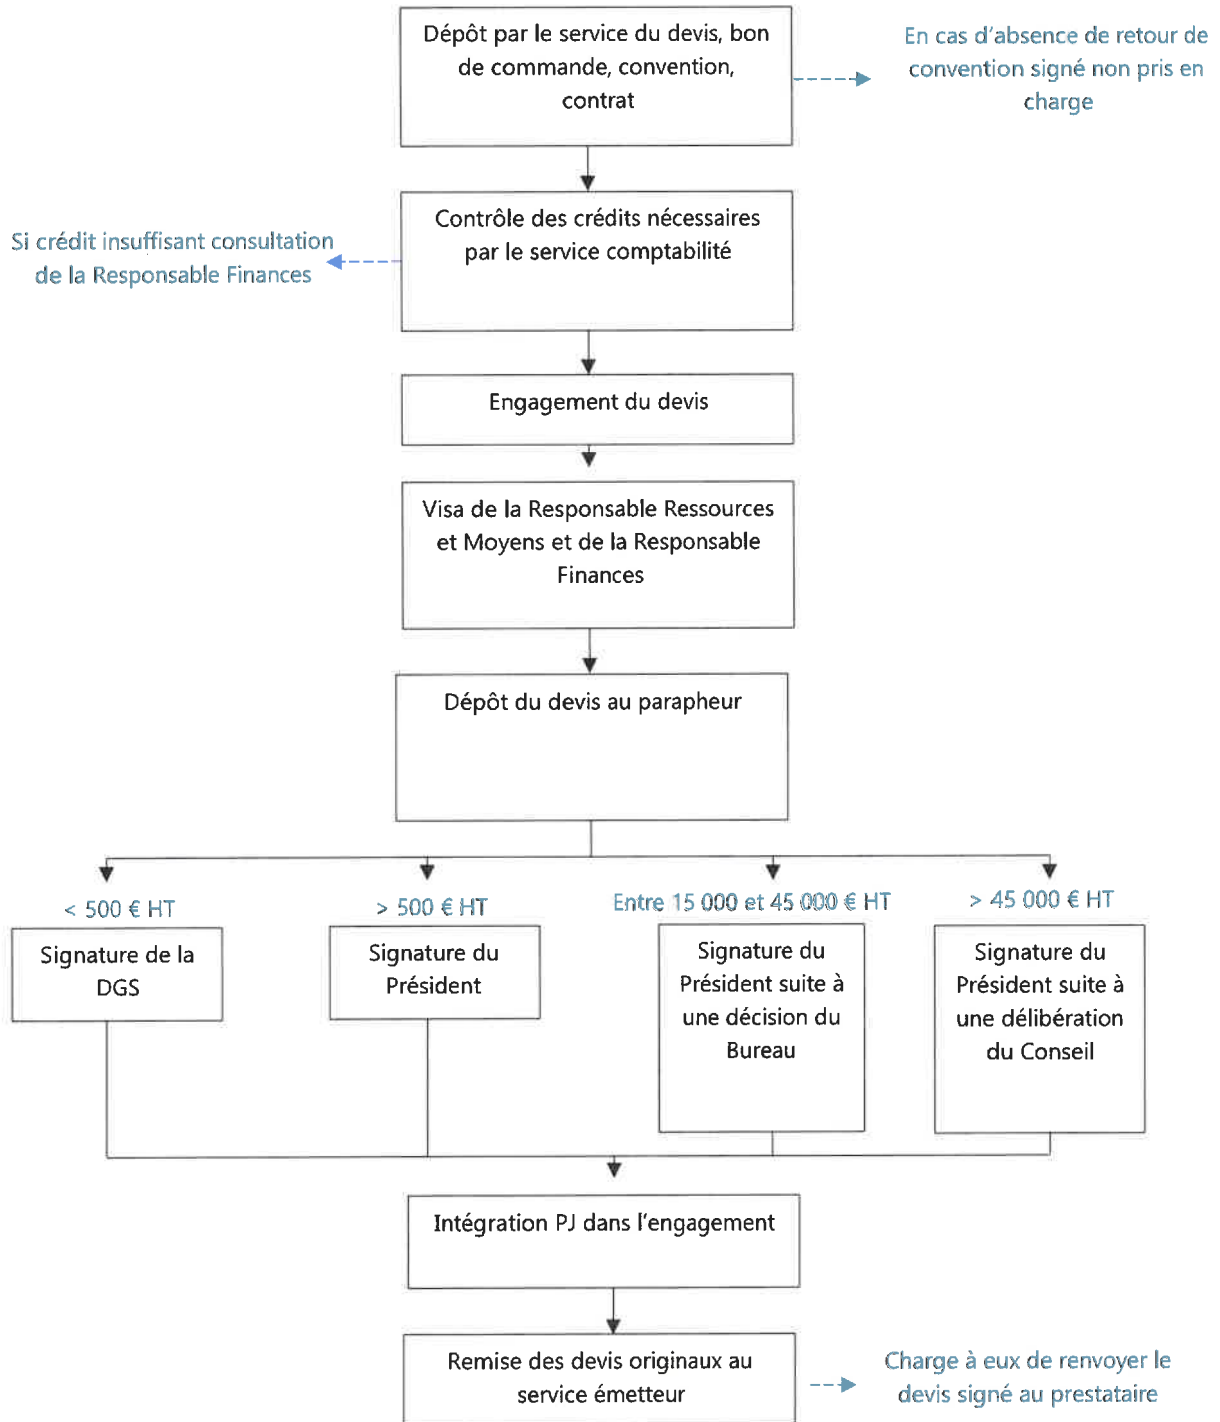 Dépôt par le service du devis, bon
de commande, convention,
contrat
En cas d'absence de retour de
convention signé non pris en
charge
Contrôle des crédits nécessaires
par le service comptabilité
Si crédit insuffisant consultation
de la Responsable Finances
Engagement du devis
Visa de la Responsable Ressources
et Moyens et de la Responsable
Finances
Dépôt du devis au parapheur
< 500 € HT
Signature de la
DGS
> 500 € HT
Signature du
Président
Entre 15 000 et 45 000 € HT
Signature du
Président suite à
une décision du
Bureau
> 45 000 € HT
Signature du
Président suite à
une délibération
du Conseil
Intégration PJ dans l'engagement
Remise des devis originaux au
service émetteur
Charge à eux de renvoyer le
devis signé au prestataire